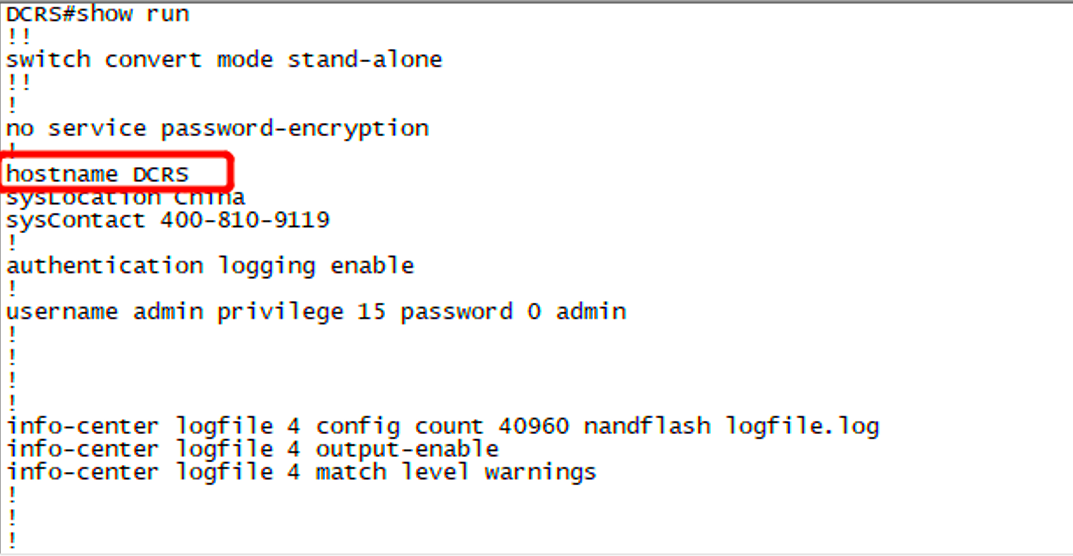 DCRS#show run
!!
switch convert mode stand-alone
!!
!
no service password-encryption
!
hostname DCRS
sysLocation China
sysContact 400-810-9119
!
authentication logging enable
!
username admin privilege 15 password 0 admin
!
!
!
!
info-center logfile 4 config count 40960 nandflash logfile.log
info-center logfile 4 output-enable
info-center logfile 4 match level warnings
!
!
!